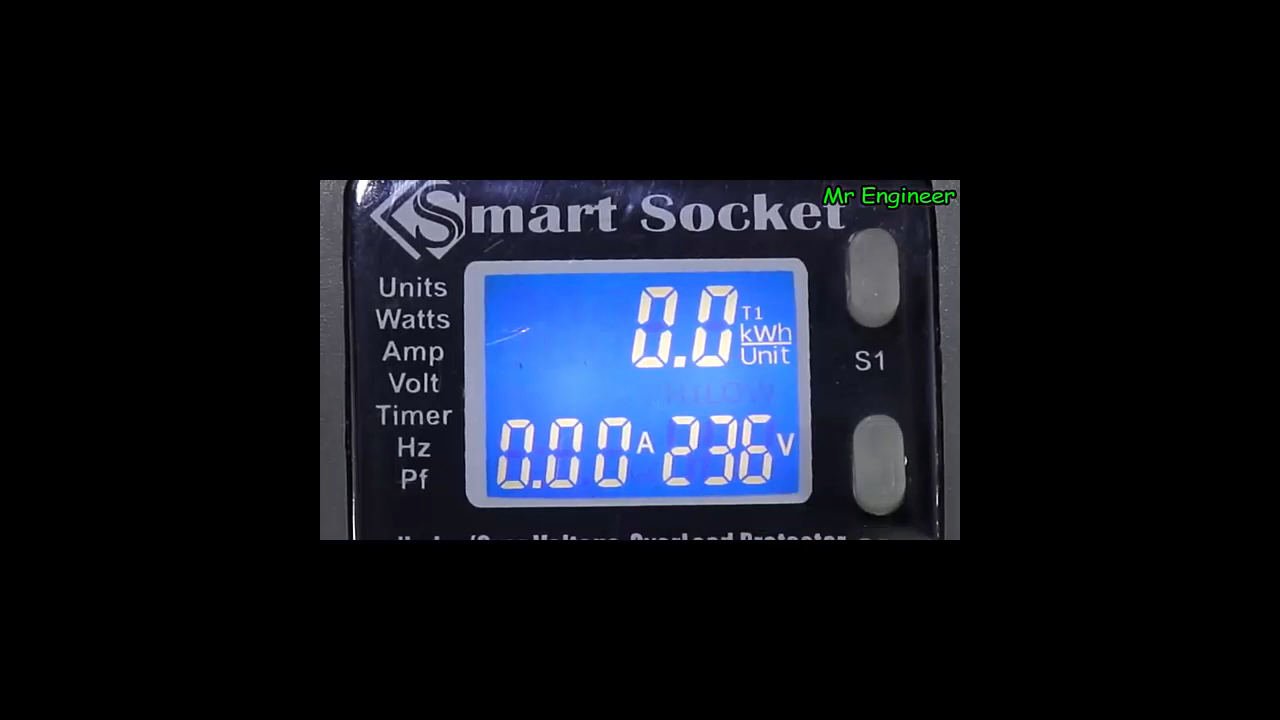 Mr Engineer
Smart Socket
Units
Watts
Amp
Volt
Timer
Hz
Pf
0.0 T1 kWh Unit
0.00 A 236 V
S1